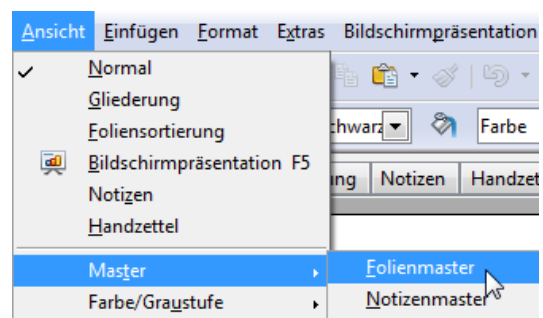 Ansicht Einfügen Format Extras Bildschirmpräsentation
Normal
Gliederung
Foliensortierung
Farbe
Bildschirmpräsentation F5
Notizen Handzet
Notizen
Handzettel
Master
Folienmaster
Farbe/Graustufe
Notizenmaster